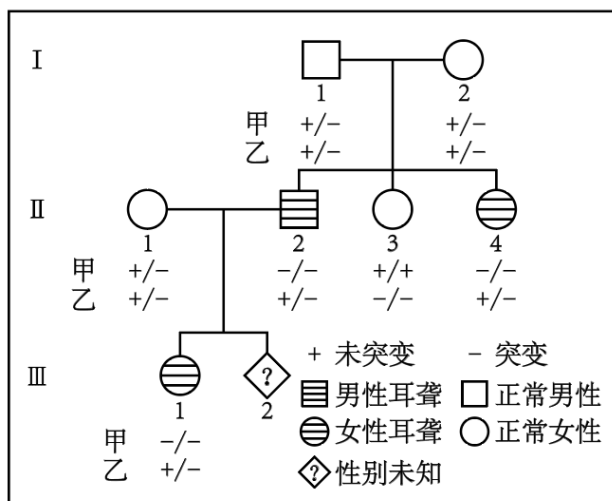 Ⅰ
1 2
甲 +/− +/−
乙 +/− +/−
Ⅱ
1 2 3 4
甲 +/− −/− +/+ −/−
乙 +/− +/− −/− +/−
Ⅲ
?
1 2
甲 −/−
乙 +/−
+ 未突变 − 突变
男性耳聋 正常男性
女性耳聋 正常女性
? 性别未知